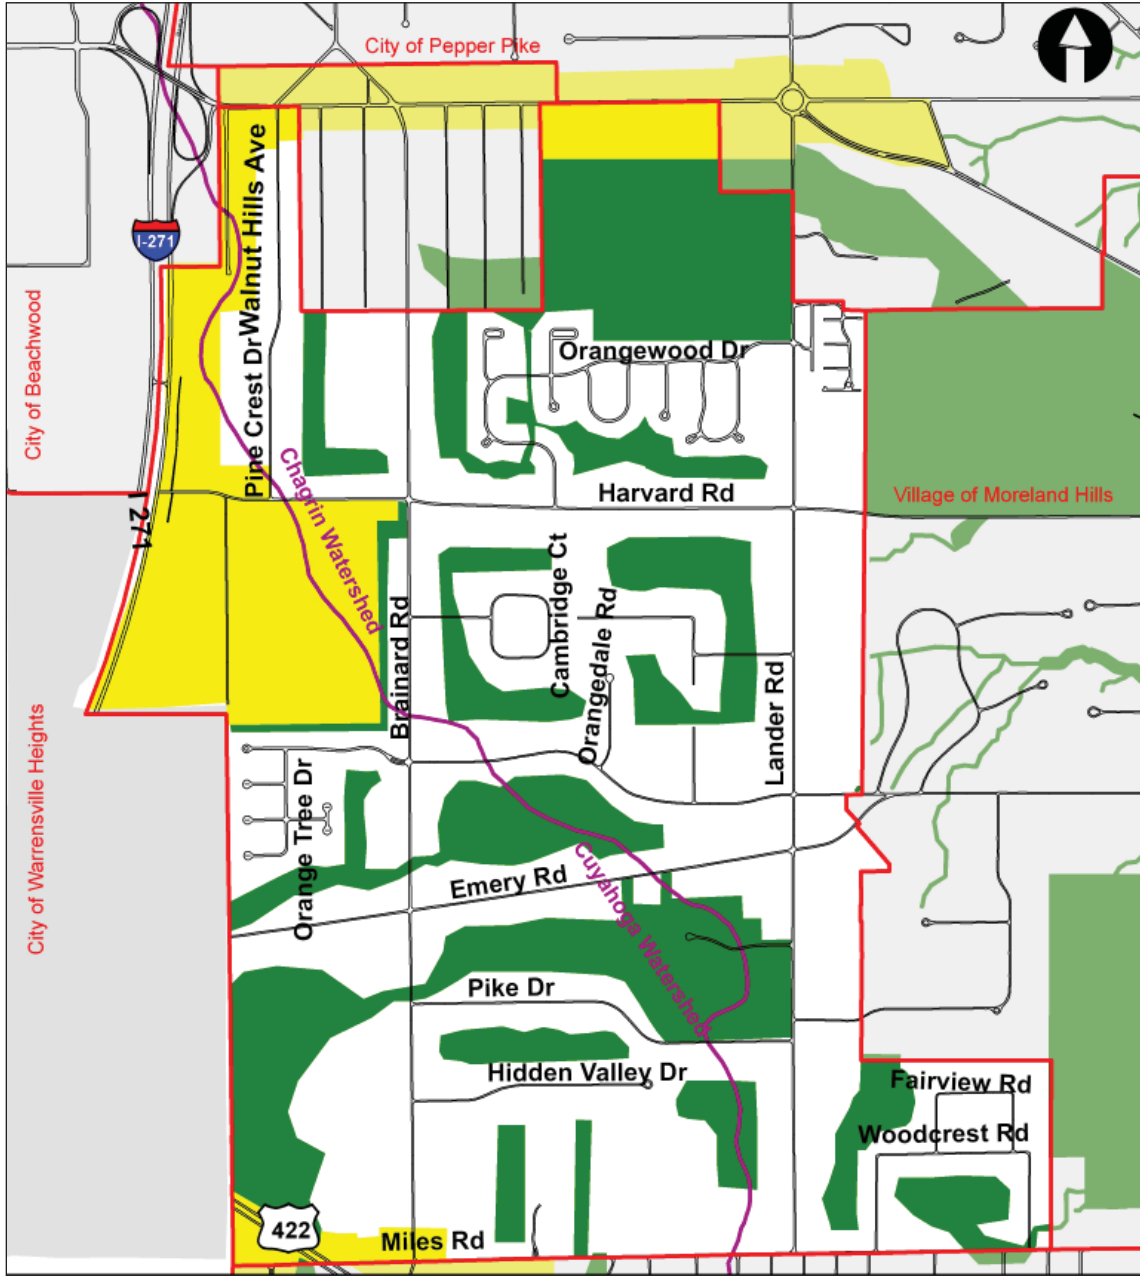 City of Pepper Pike
Walnut Hills Ave
I-271
City of Beachwood
Pine Crest Dr
Orangewood Dr
Chagrin Watershed
Harvard Rd
Village of Moreland Hills
I 271
Cambridge Ct
Brainard Rd
Orangedale Rd
Lander Rd
City of Warrensville Heights
Orange Tree Dr
Emery Rd
Cuyahoga Watershed
Pike Dr
Hidden Valley Dr
Fairview Rd
Woodcrest Rd
422
Miles Rd